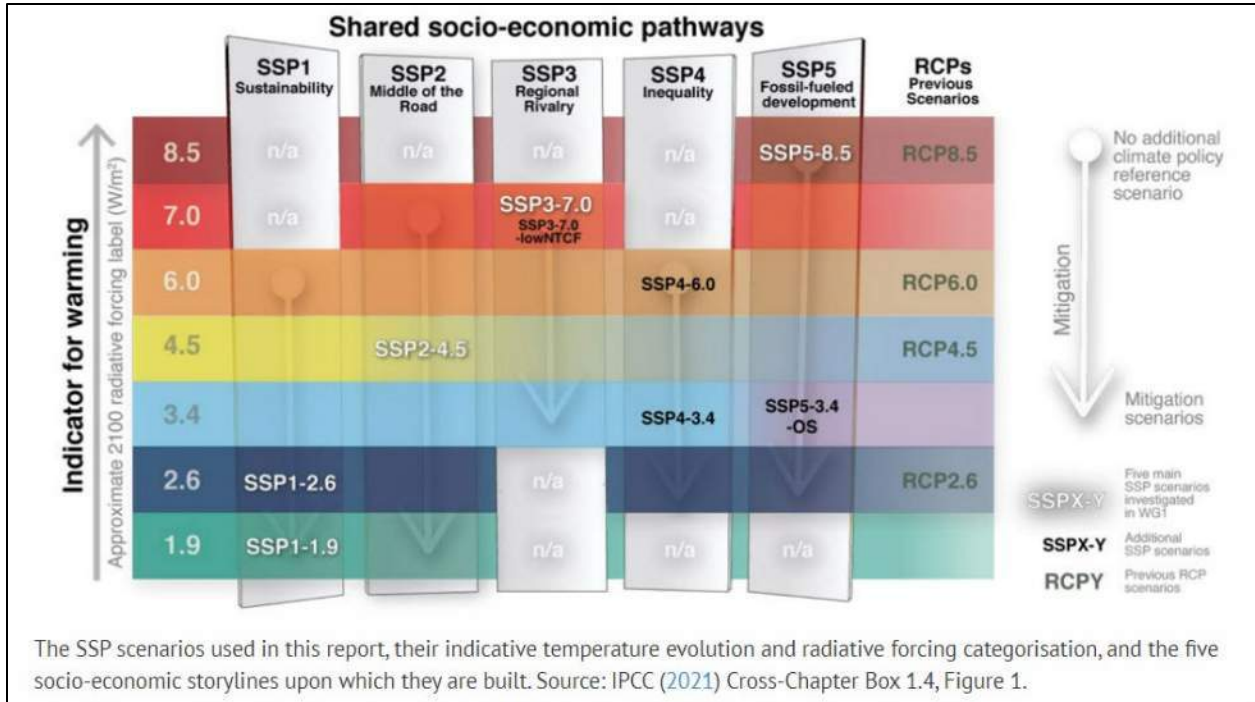 Shared socio-economic pathways
SSP1
Sustainability
SSP2
Middle of the
Road
SSP3
Regional
Rivalry
SSP4
Inequality
SSP5
Fossil-fueled
development
RCPs
Previous
Scenarios
Indicator for warming
Approximate 2100 radiative forcing label (W/m²)
8.5 n/a n/a n/a n/a SSP5-8.5 RCP8.5
7.0 n/a SSP3-7.0 n/a
SSP3-7.0
-lowNTCF
6.0 SSP4-6.0 RCP6.0
4.5 SSP2-4.5 RCP4.5
3.4 SSP4-3.4 SSP5-3.4
-OS
2.6 SSP1-2.6 n/a RCP2.6
1.9 SSP1-1.9 n/a n/a n/a
No additional
climate policy
reference
scenario
Mitigation
Mitigation
scenarios
SSPX-Y
Five main
SSP scenarios
investigated
in WG1
SSPX-Y
Additional
SSP scenarios
RCPY
Previous RCP
scenarios
The SSP scenarios used in this report, their indicative temperature evolution and radiative forcing categorisation, and the five
socio-economic storylines upon which they are built. Source: IPCC (2021) Cross-Chapter Box 1.4, Figure 1.